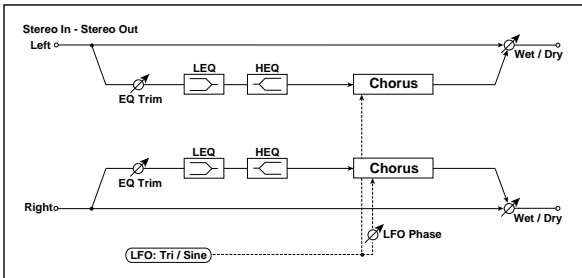 Stereo In - Stereo Out
Left
Wet / Dry
LEQ
HEQ
Chorus
EQ Trim
LEQ
HEQ
Chorus
EQ Trim
Right
Wet / Dry
LFO Phase
LFO: Tri / Sine